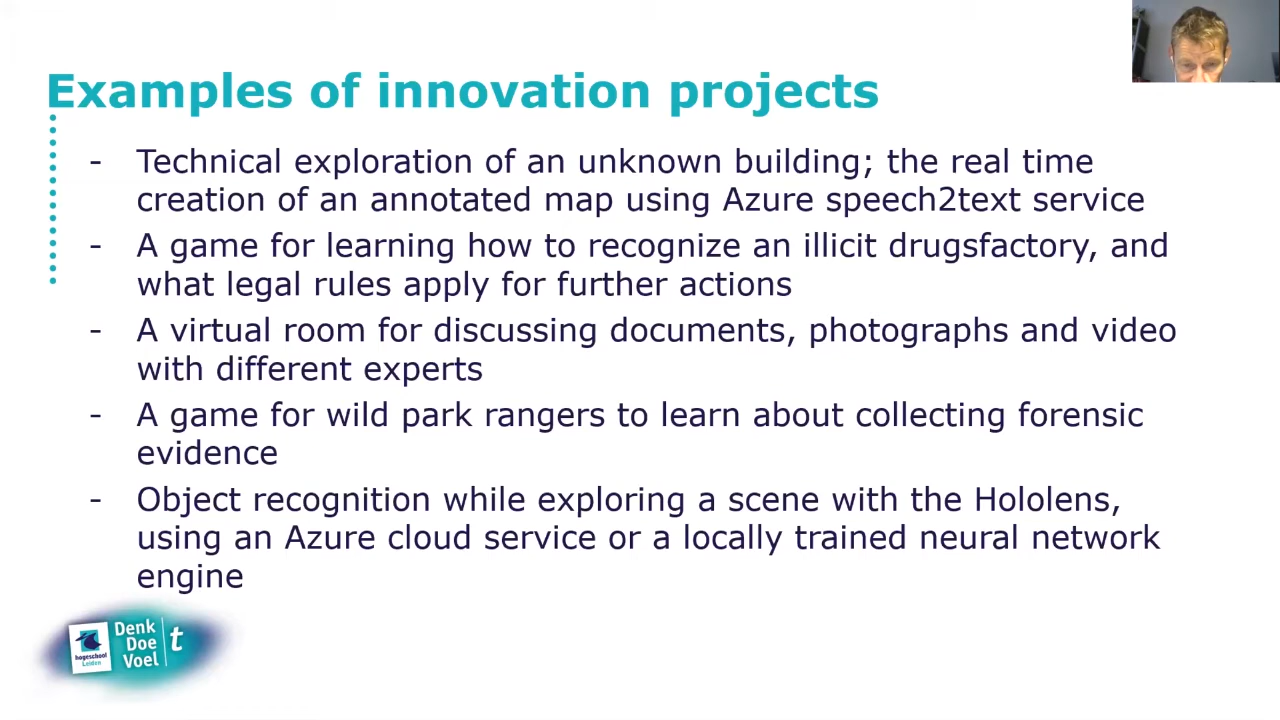 Examples of innovation projects
- Technical exploration of an unknown building; the real time
creation of an annotated map using Azure speech2text service
- A game for learning how to recognize an illicit drugsfactory, and
what legal rules apply for further actions
- A virtual room for discussing documents, photographs and video
with different experts
- A game for wild park rangers to learn about collecting forensic
evidence
- Object recognition while exploring a scene with the Hololens,
using an Azure cloud service or a locally trained neural network
engine
hogeschool
Leiden
Denk
Doe
Voel
t